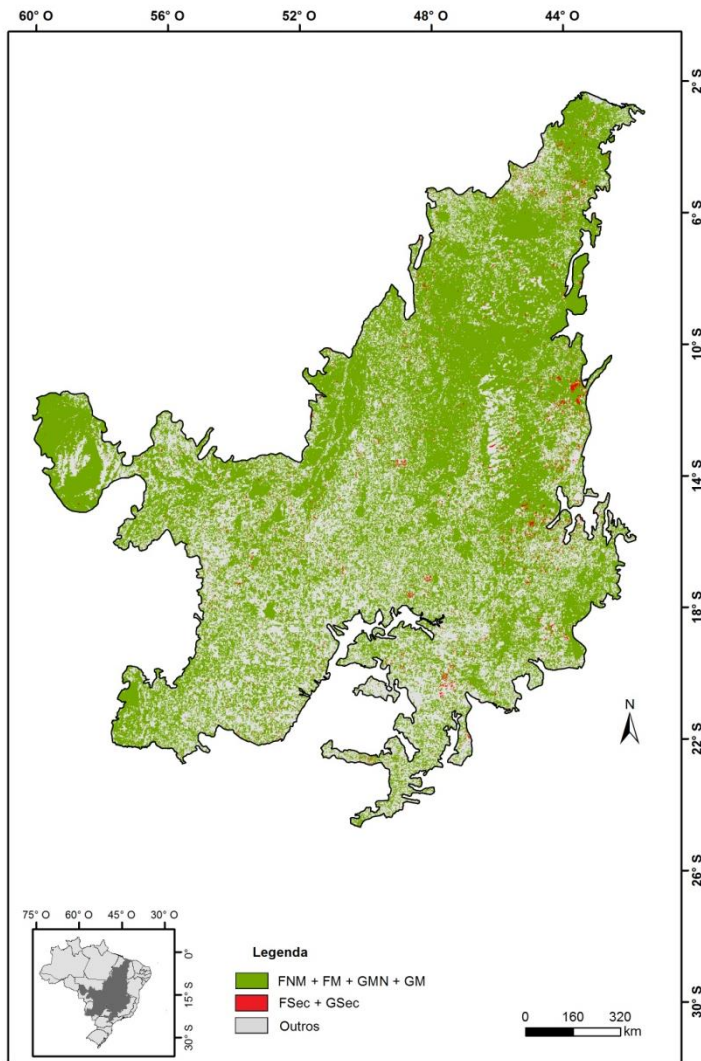 60° O 56° O 52° O 48° O 44° O
2° S
6° S
10° S
14° S
18° S
22° S
26° S
30° S
N
75° O 60° O 45° O 30° O
0°
15° S
30° S
Legenda
FNM + FM + GMN + GM
FSec + GSec
Outros
0 160 320
km